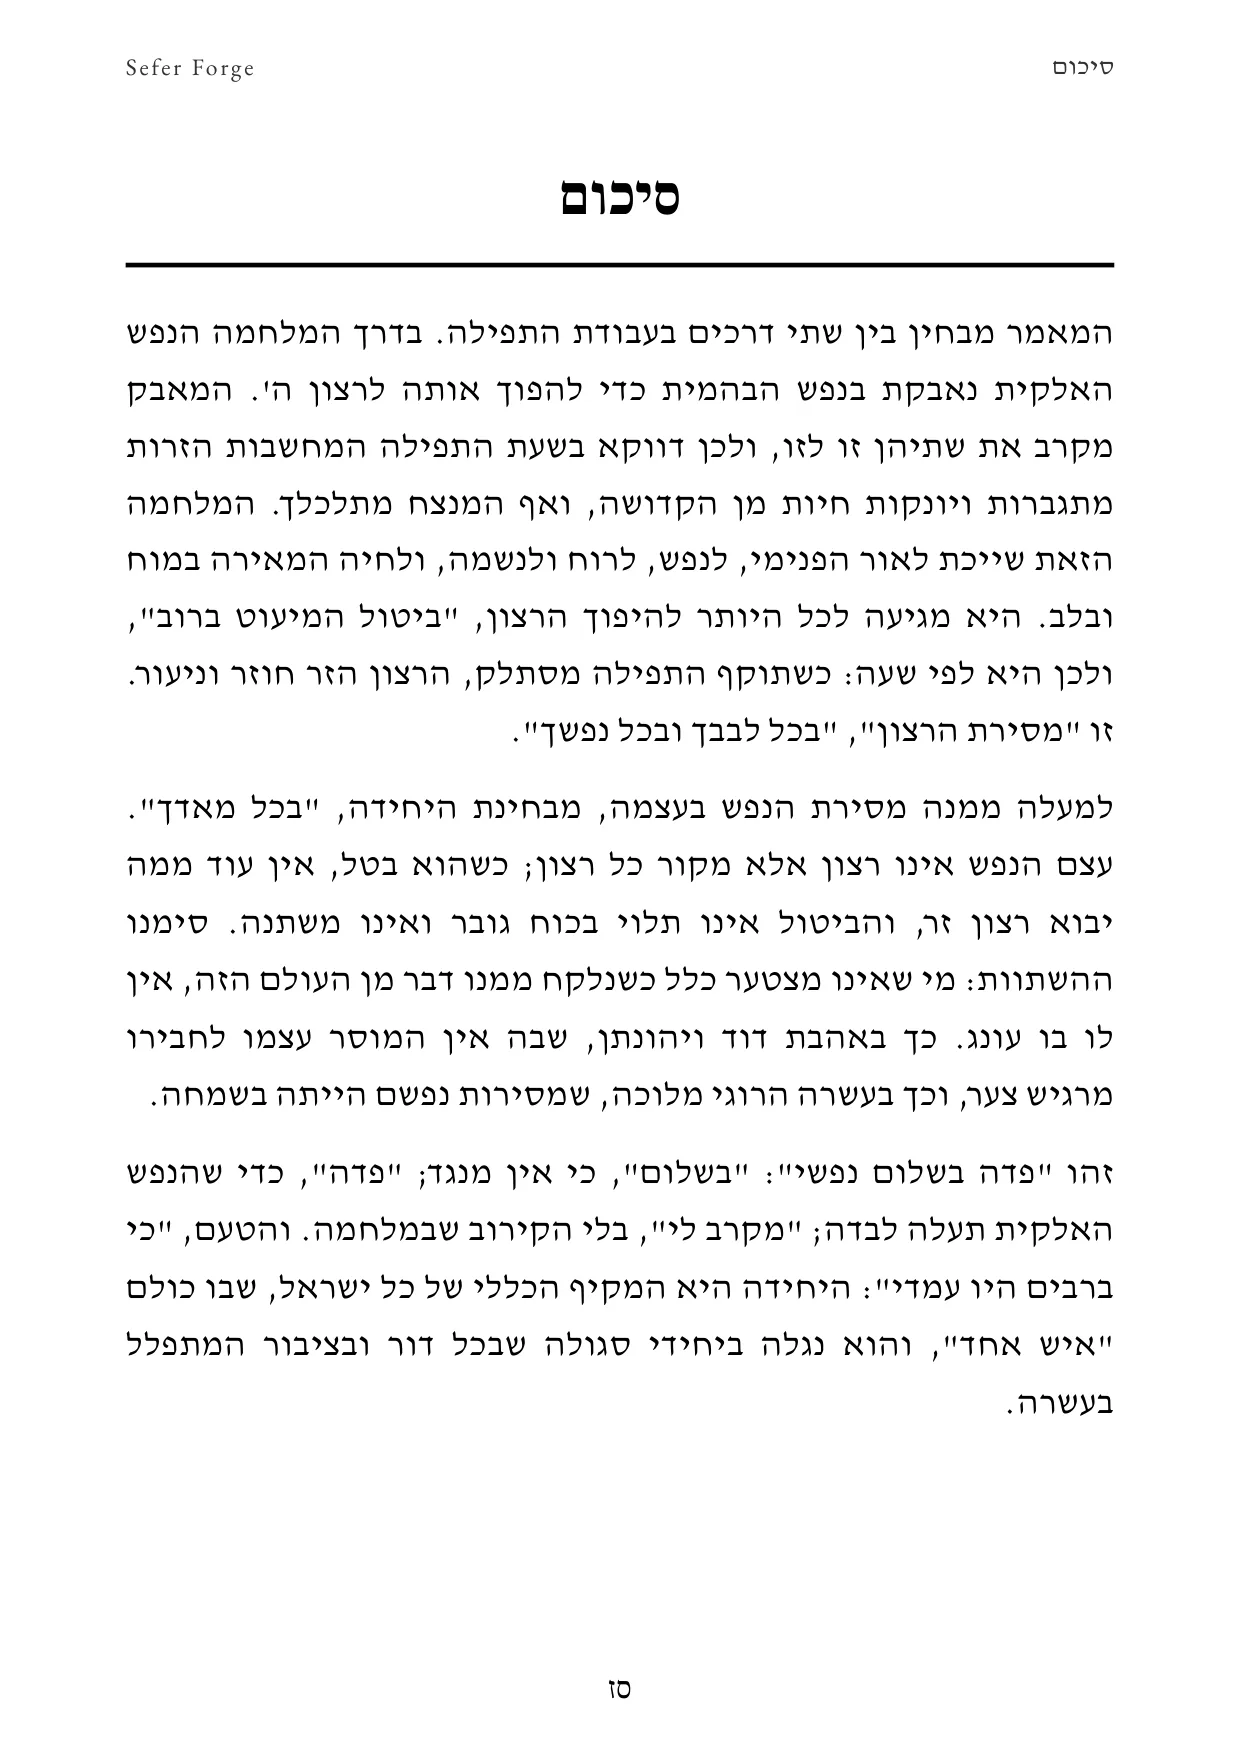 Sefer Forge
סיכום
סיכום
המאמר מבחין בין שתי דרכים בעבודת התפילה. בדרך המלחמה הנפש
האלקית נאבקת בנפש הבהמית כדי להפוך אותה לרצון ה'. המאבק
מקרב את שתיהן זו לזו, ולכן דווקא בשעת התפילה המחשבות הזרות
מתגברות ויונקות חיות מן הקדושה, ואף המנצח מתלכלך. המלחמה
הזאת שייכת לאור הפנימי, לנפש, לרוח ולנשמה, ולחיה המאירה במוח
ובלב. היא מגיעה לכל היותר להיפוך הרצון, "ביטול המיעוט ברוב",
ולכן היא לפי שעה: כשתוקף התפילה מסתלק, הרצון הזר חוזר וניעור.
זו "מסירת הרצון", "בכל לבבך ובכל נפשך".
למעלה ממנה מסירת הנפש בעצמה, מבחינת היחידה, "בכל מאדך".
עצם הנפש אינו רצון אלא מקור כל רצון; כשהוא בטל, אין עוד ממה
יבוא רצון זר, והביטול אינו תלוי בכוח גובר ואינו משתנה. סימנו
ההשתוות: מי שאינו מצטער כלל כשנלקח ממנו דבר מן העולם הזה, אין
לו בו עונג. כך באהבת דוד ויהונתן, שבה אין המוסר עצמו לחבירו
מרגיש צער, וכך בעשרה הרוגי מלוכה, שמסירות נפשם הייתה בשמחה.
זהו "פדה בשלום נפשי": "בשלום", כי אין מנגד; "פדה", כדי שהנפש
האלקית תעלה לבדה; "מקרב לי", בלי הקירוב שבמלחמה. והטעם, "כי
ברבים היו עמדי": היחידה היא המקיף הכללי של כל ישראל, שבו כולם
"איש אחד", והוא נגלה ביחידי סגולה שבכל דור ובציבור המתפלל
בעשרה.
סז